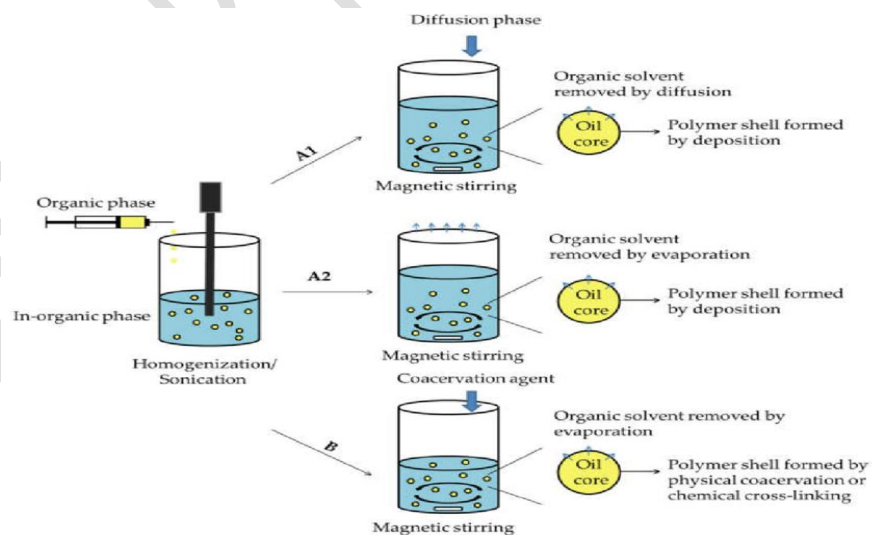 Diffusion phase
Organic solvent
removed by diffusion
Oil
core
Polymer shell formed
by deposition
A1
Magnetic stirring
Organic phase
In-organic phase
Homogenization/
Sonication
A2
Organic solvent
removed by evaporation
Oil
core
Polymer shell formed
by deposition
Magnetic stirring
Coacervation agent
B
Organic solvent removed by
evaporation
Oil
core
Polymer shell formed by
physical coacervation or
chemical cross-linking
Magnetic stirring